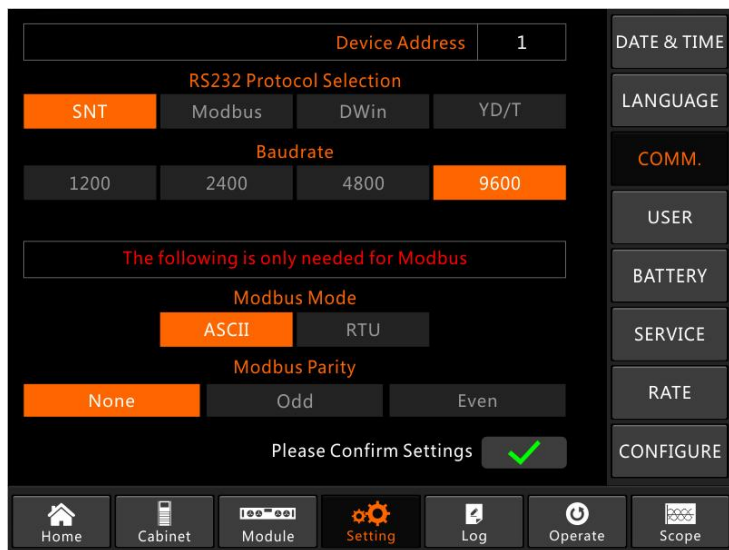 Device Address 1
DATE & TIME
RS232 Protocol Selection
SNT Modbus DWin YD/T
LANGUAGE
Baudrate
COMM.
1200 2400 4800 9600
USER
The following is only needed for Modbus
BATTERY
Modbus Mode
ASCII RTU
SERVICE
Modbus Parity
None Odd Even
RATE
Please Confirm Settings
CONFIGURE
Home Cabinet Module Setting Log Operate Scope